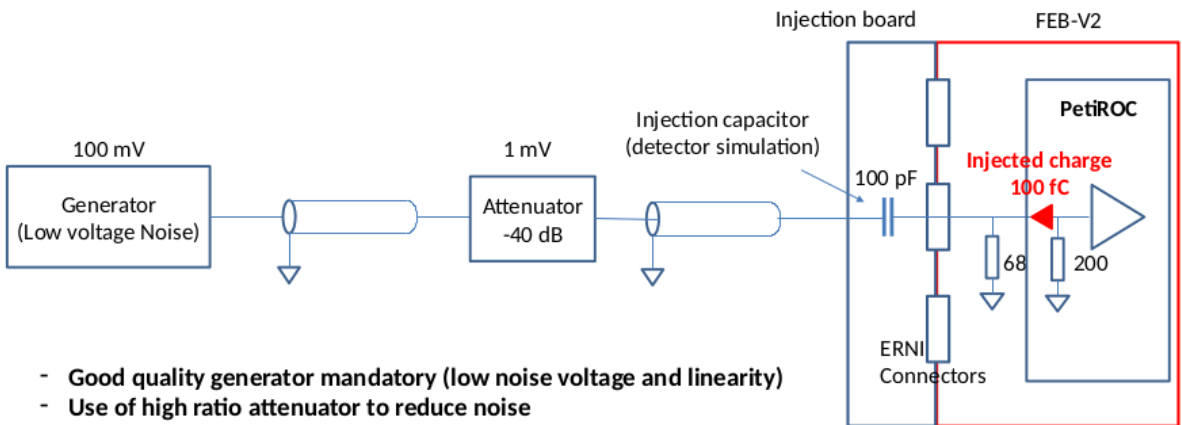 Injection board
FEB-V2
100 mV
Generator
(Low voltage Noise)
1 mV
Attenuator
-40 dB
Injection capacitor
(detector simulation)
100 pF
PetiROC
Injected charge
100 fC
68
200
ERNI
Connectors
- Good quality generator mandatory (low noise voltage and linearity)
- Use of high ratio attenuator to reduce noise